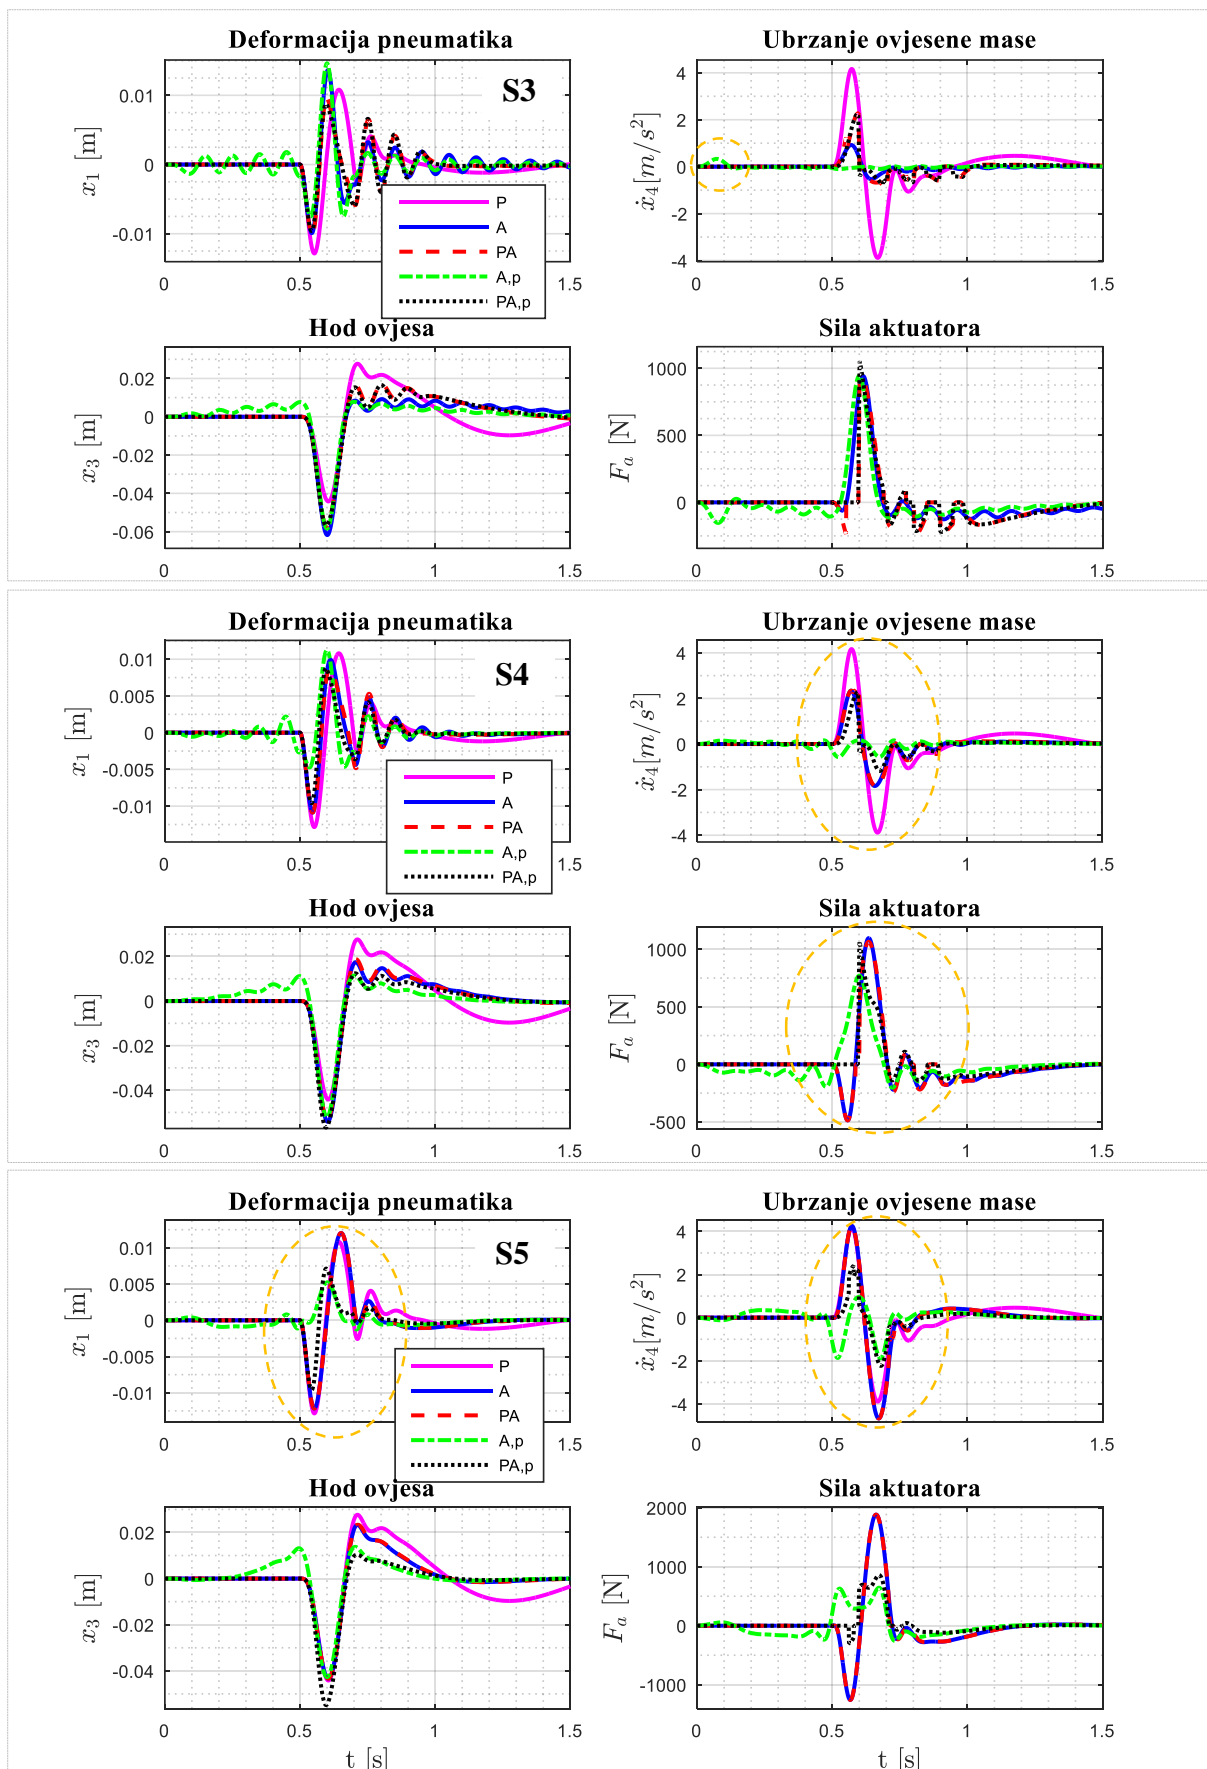 Deformacija pneumatika
Ubrzanje ovjesene mase
S3
0.01
0
-0.01
x₁ [m]
0 0.5 1 1.5
P
A
PA
A,p
PA,p
4
2
0
-2
-4
ẋ₄[m/s²]
0 0.5 1 1.5
Hod ovjesa
Sila aktuatora
0.02
0
-0.02
-0.04
-0.06
x₃ [m]
0 0.5 1 1.5
1000
500
0
Fₐ [N]
0 0.5 1 1.5
Deformacija pneumatika
Ubrzanje ovjesene mase
S4
0.01
0.005
0
-0.005
-0.01
x₁ [m]
0 0.5 1 1.5
P
A
PA
A,p
PA,p
4
2
0
-2
-4
ẋ₄[m/s²]
0 0.5 1 1.5
Hod ovjesa
Sila aktuatora
0.02
0
-0.02
-0.04
x₃ [m]
0 0.5 1 1.5
1000
500
0
-500
Fₐ [N]
0 0.5 1 1.5
Deformacija pneumatika
Ubrzanje ovjesene mase
S5
0.01
0.005
0
-0.005
-0.01
x₁ [m]
0 0.5 1 1.5
P
A
PA
A,p
PA,p
4
2
0
-2
-4
ẋ₄[m/s²]
0 0.5 1 1.5
Hod ovjesa
Sila aktuatora
0.02
0
-0.02
-0.04
x₃ [m]
0 0.5 1 1.5
t [s]
2000
1000
0
-1000
Fₐ [N]
0 0.5 1 1.5
t [s]